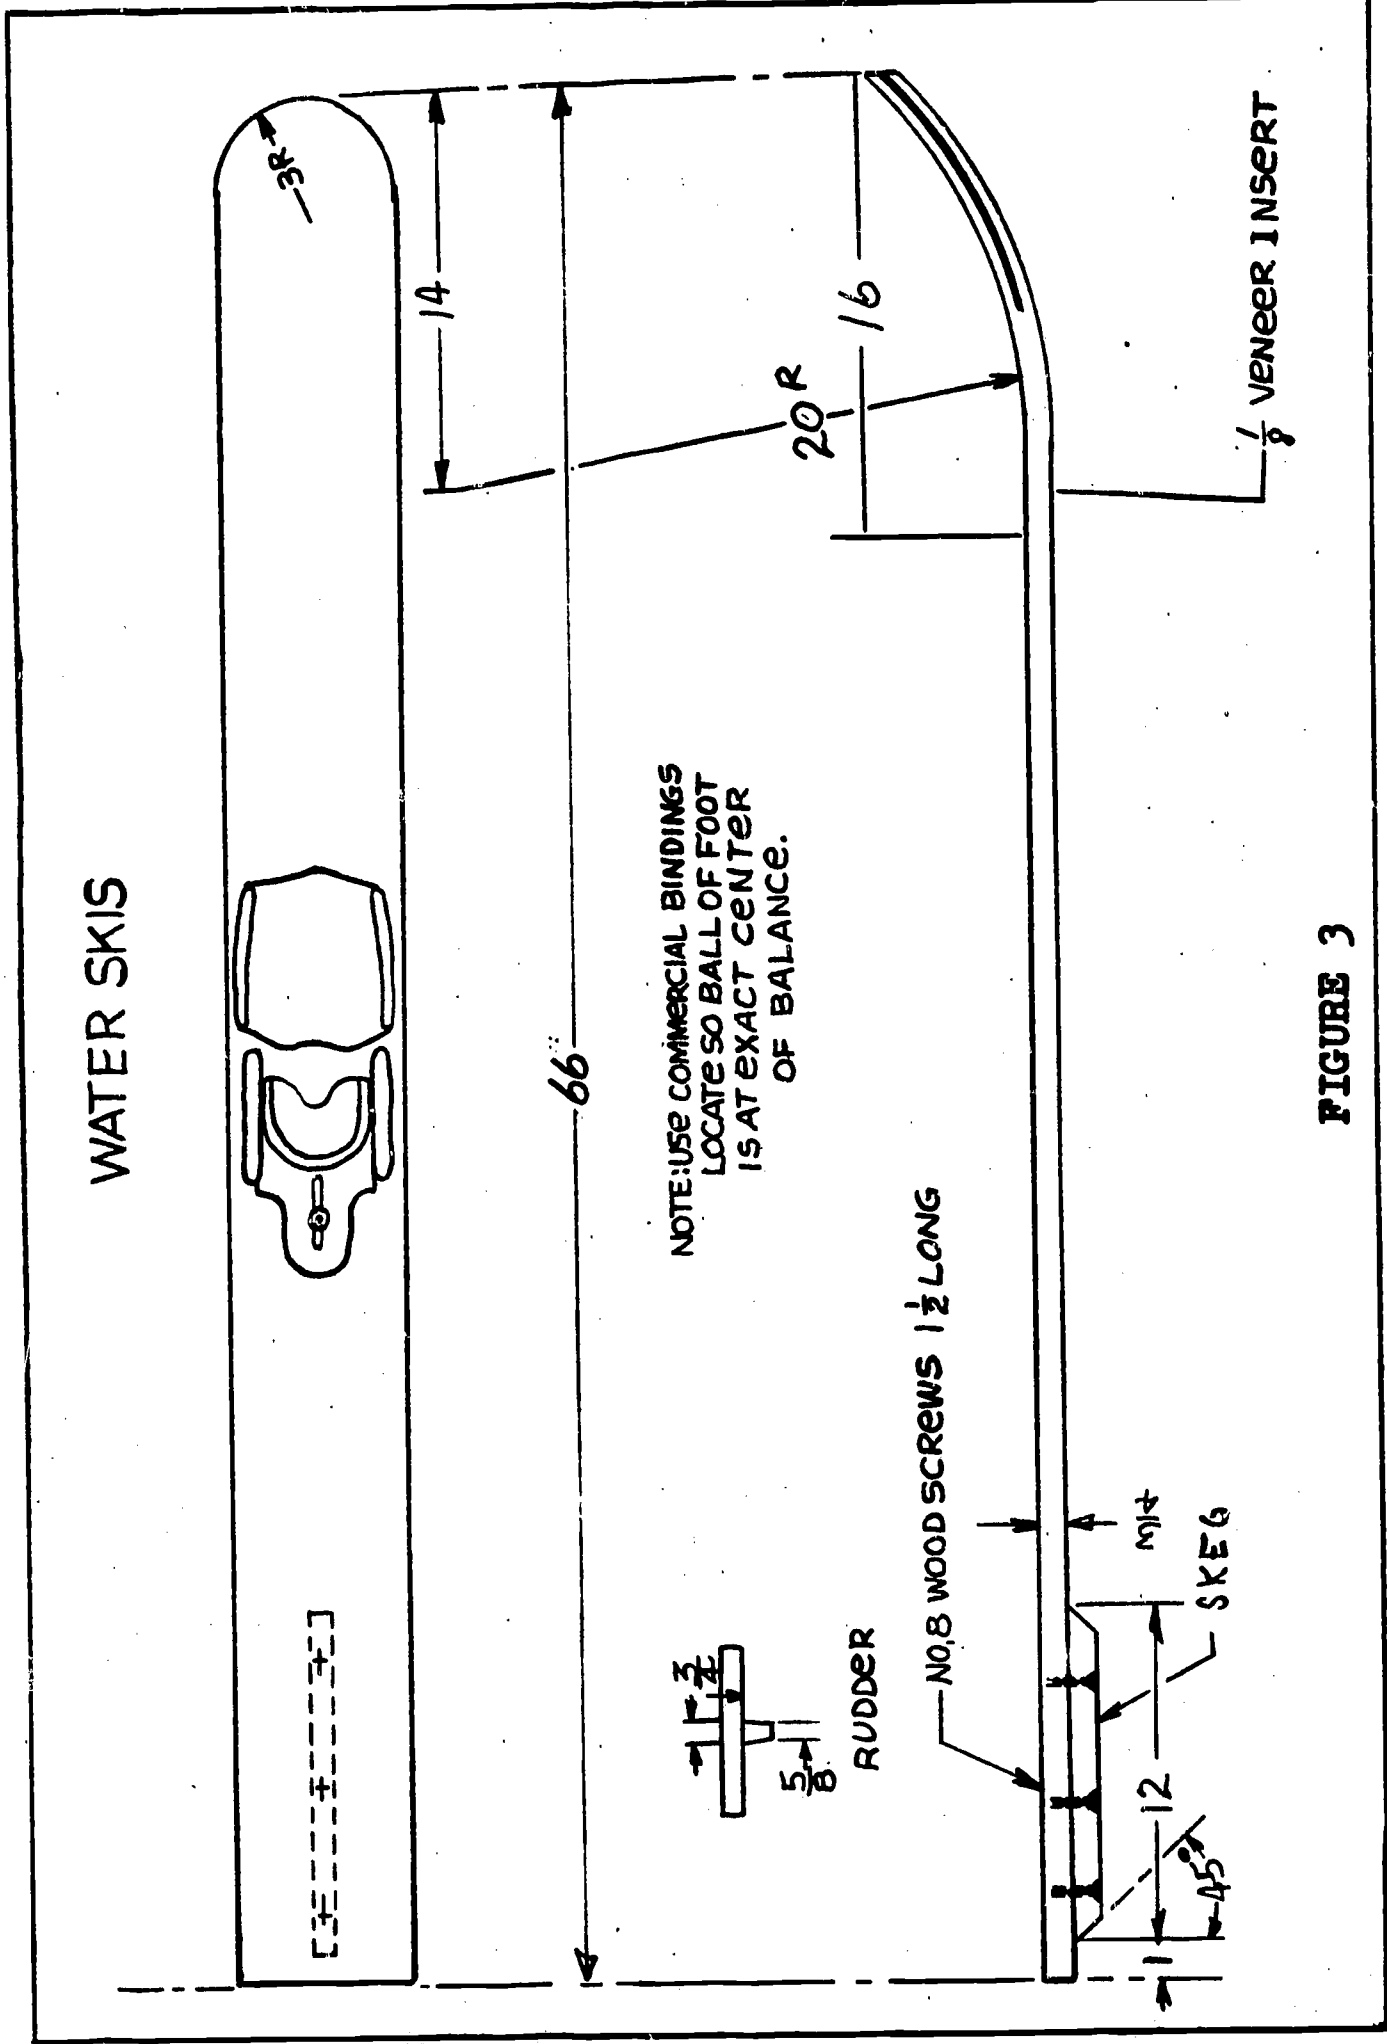 WATER SKIS
3R
14
66
20 R
16
NOTE: USE COMMERCIAL BINDINGS
LOCATE SO BALL OF FOOT
IS AT EXACT CENTER
OF BALANCE.
3/4
5/8
RUDDER
NO,8 WOOD SCREWS 1 1/2 LONG
3/4
SKEG
12
1
45°
1/8 VENEER INSERT
FIGURE 3